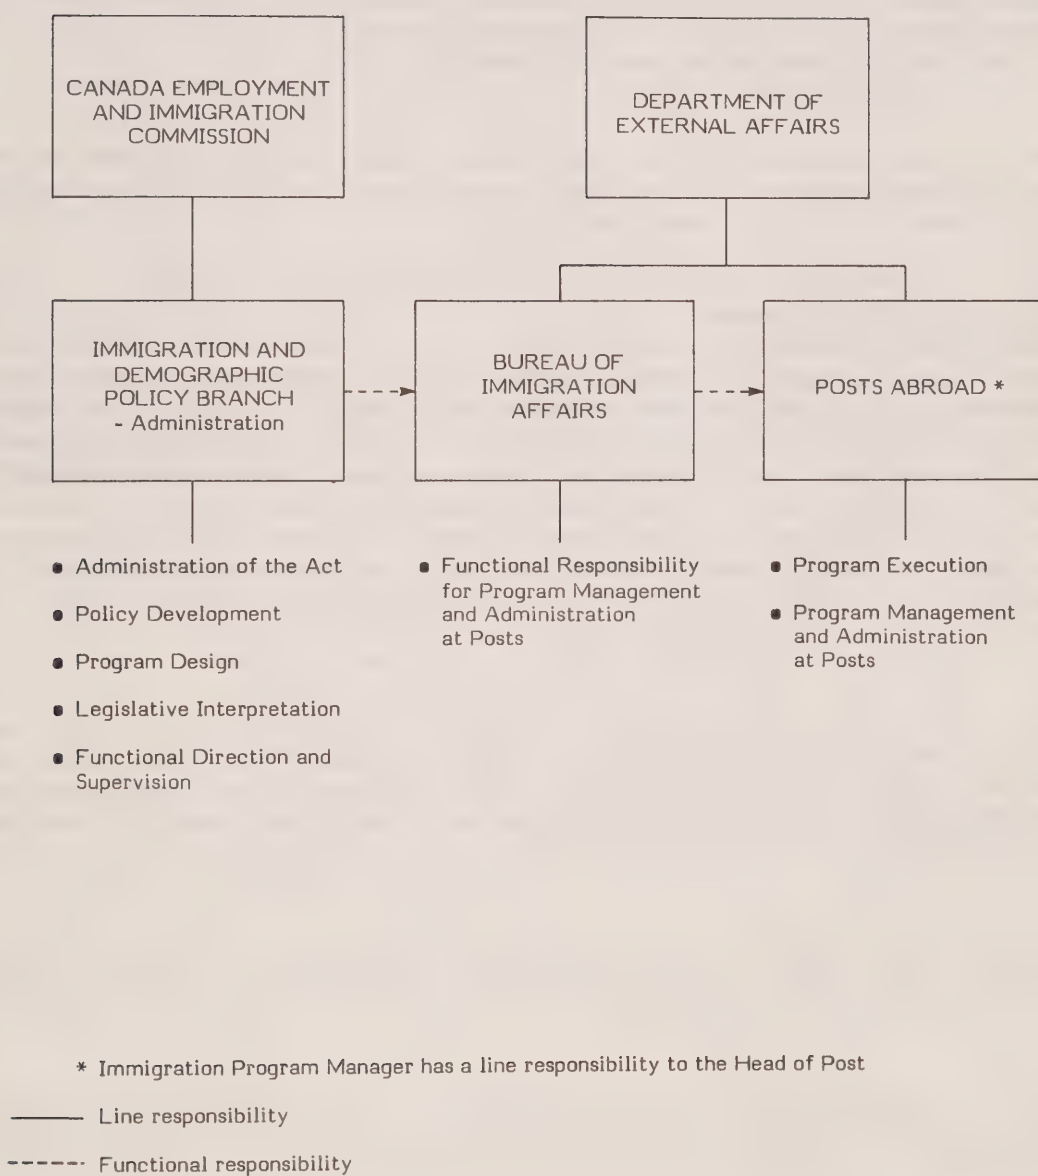 CANADA EMPLOYMENT
AND IMMIGRATION
COMMISSION
DEPARTMENT OF
EXTERNAL AFFAIRS
IMMIGRATION AND
DEMOGRAPHIC
POLICY BRANCH
- Administration
BUREAU OF
IMMIGRATION
AFFAIRS
POSTS ABROAD *
• Administration of the Act
• Policy Development
• Program Design
• Legislative Interpretation
• Functional Direction and
Supervision
• Functional Responsibility
for Program Management
and Administration
at Posts
• Program Execution
• Program Management
and Administration
at Posts
* Immigration Program Manager has a line responsibility to the Head of Post
Line responsibility
Functional responsibility